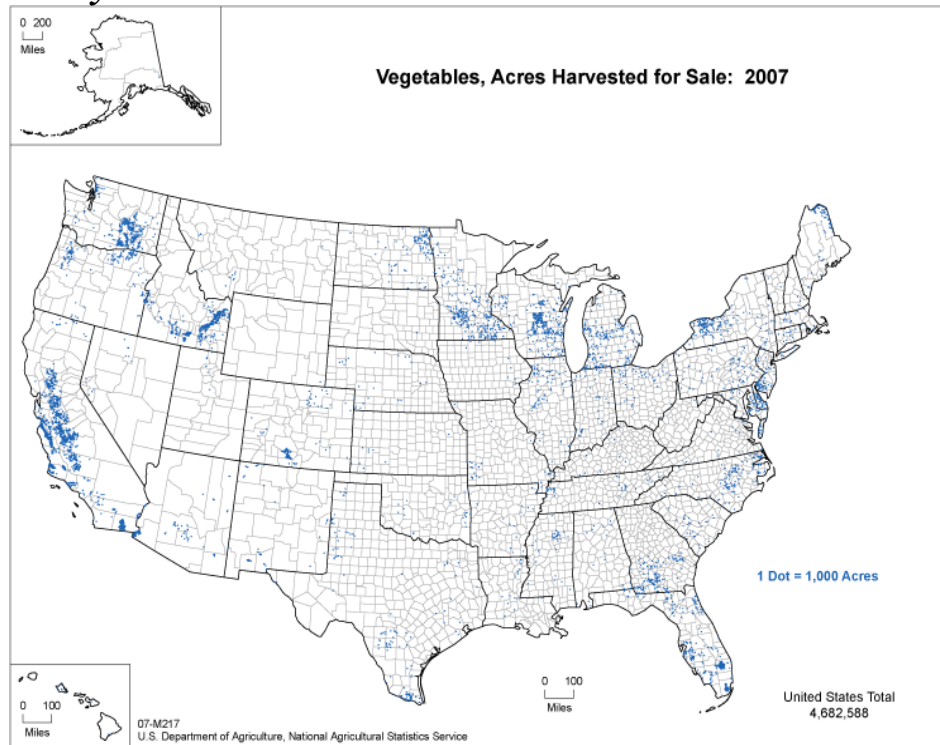 0 200
Miles
Vegetables, Acres Harvested for Sale: 2007
1 Dot = 1,000 Acres
0 100
Miles
0 100
Miles
United States Total
4,682,588
07-M217
U.S. Department of Agriculture, National Agricultural Statistics Service